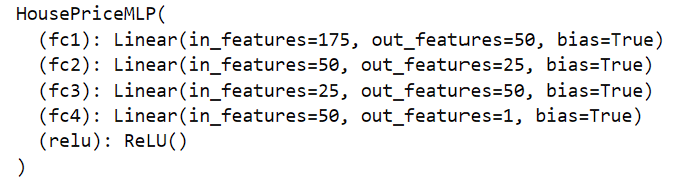 HousePriceMLP(
  (fc1): Linear(in_features=175, out_features=50, bias=True)
  (fc2): Linear(in_features=50, out_features=25, bias=True)
  (fc3): Linear(in_features=25, out_features=50, bias=True)
  (fc4): Linear(in_features=50, out_features=1, bias=True)
  (relu): ReLU()
)